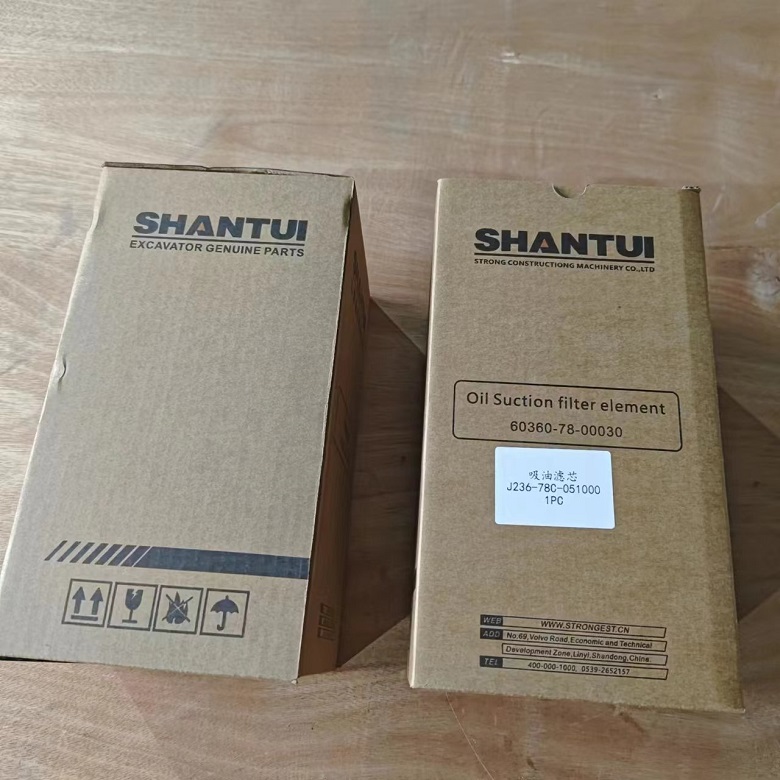 SHANTUI
EXCAVATOR GENUINE PARTS
SHANTUI
STRONG CONSTRUCTIONG MACHINERY CO.,LTD
Oil Suction filter element
60360-78-00030
吸油滤芯
J236-78C-051000
1PC
WEB WWW.STRONGEST.CN
ADD No.69,Volvo Road,Economic and Technical
Development Zone,Linyi,Shandong,China.
TEL 400-000-1000, 0539-2652157